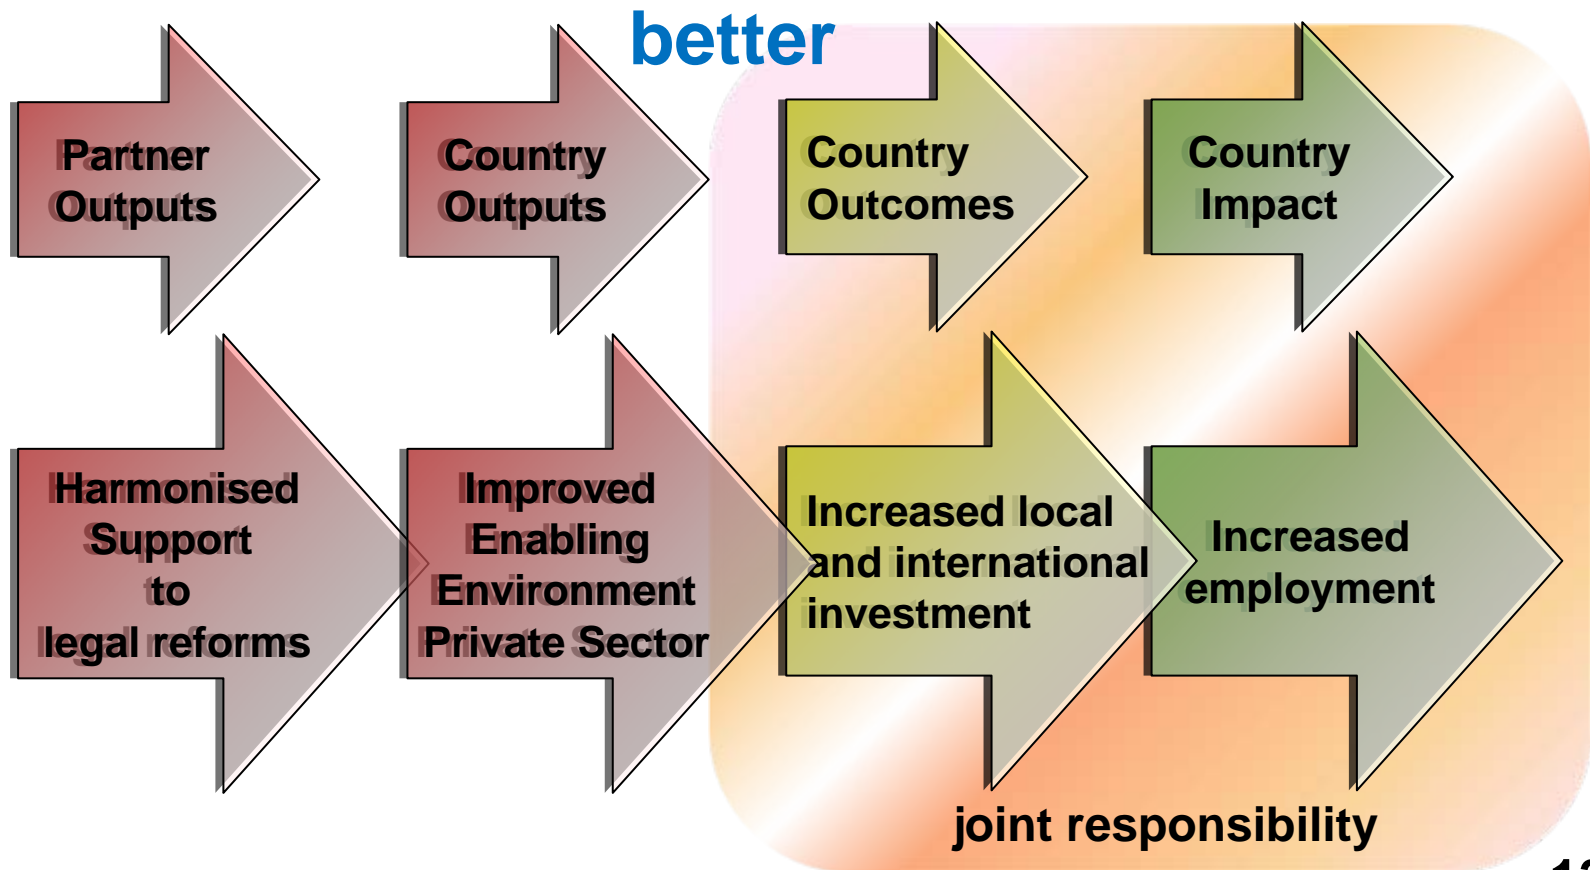 better
Partner
Outputs
Country
Outputs
Country
Outcomes
Country
Impact
Harmonised
Support
to
legal reforms
Improved
Enabling
Environment
Private Sector
Increased local
and international
investment
Increased
employment
joint responsibility